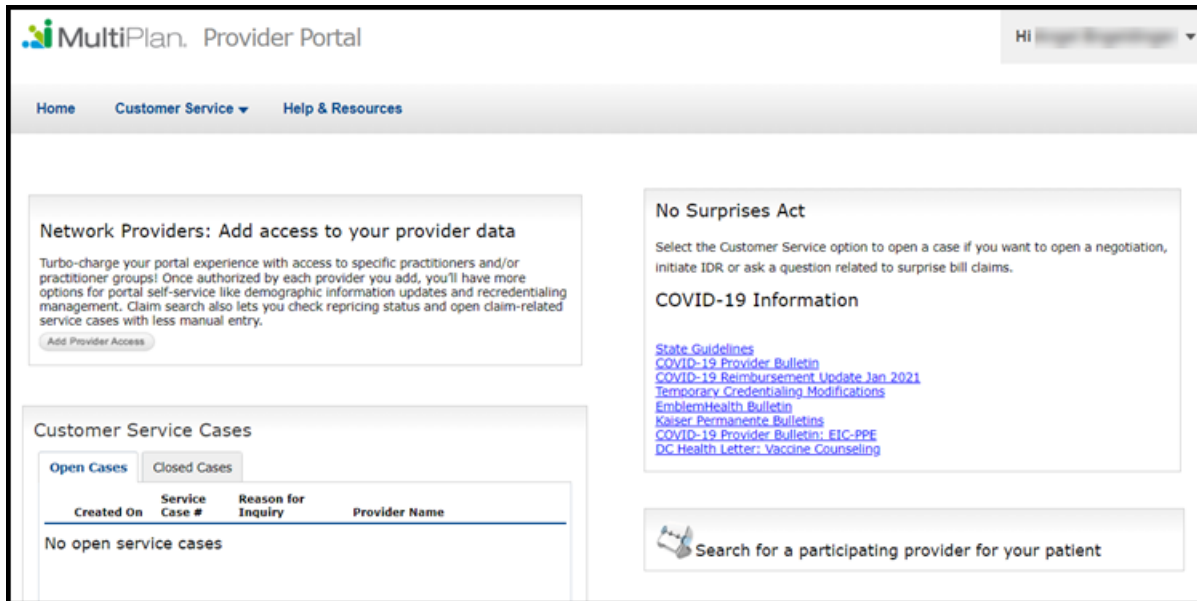 MultiPlan. Provider Portal
Hi
Home Customer Service Help & Resources
Network Providers: Add access to your provider data
Turbo-charge your portal experience with access to specific practitioners and/or
practitioner groups! Once authorized by each provider you add, you'll have more
options for portal self-service like demographic information updates and recredentialing
management. Claim search also lets you check repricing status and open claim-related
service cases with less manual entry.
Add Provider Access
Customer Service Cases
Open Cases Closed Cases
Created On Service Case # Reason for Inquiry Provider Name
No open service cases
No Surprises Act
Select the Customer Service option to open a case if you want to open a negotiation,
initiate IDR or ask a question related to surprise bill claims.
COVID-19 Information
State Guidelines
COVID-19 Provider Bulletin
COVID-19 Reimbursement Update Jan 2021
Temporary Credentialing Modifications
EmblemHealth Bulletin
Kaiser Permanente Bulletins
COVID-19 Provider Bulletin: EIC-PPE
DC Health Letter: Vaccine Counseling
Search for a participating provider for your patient